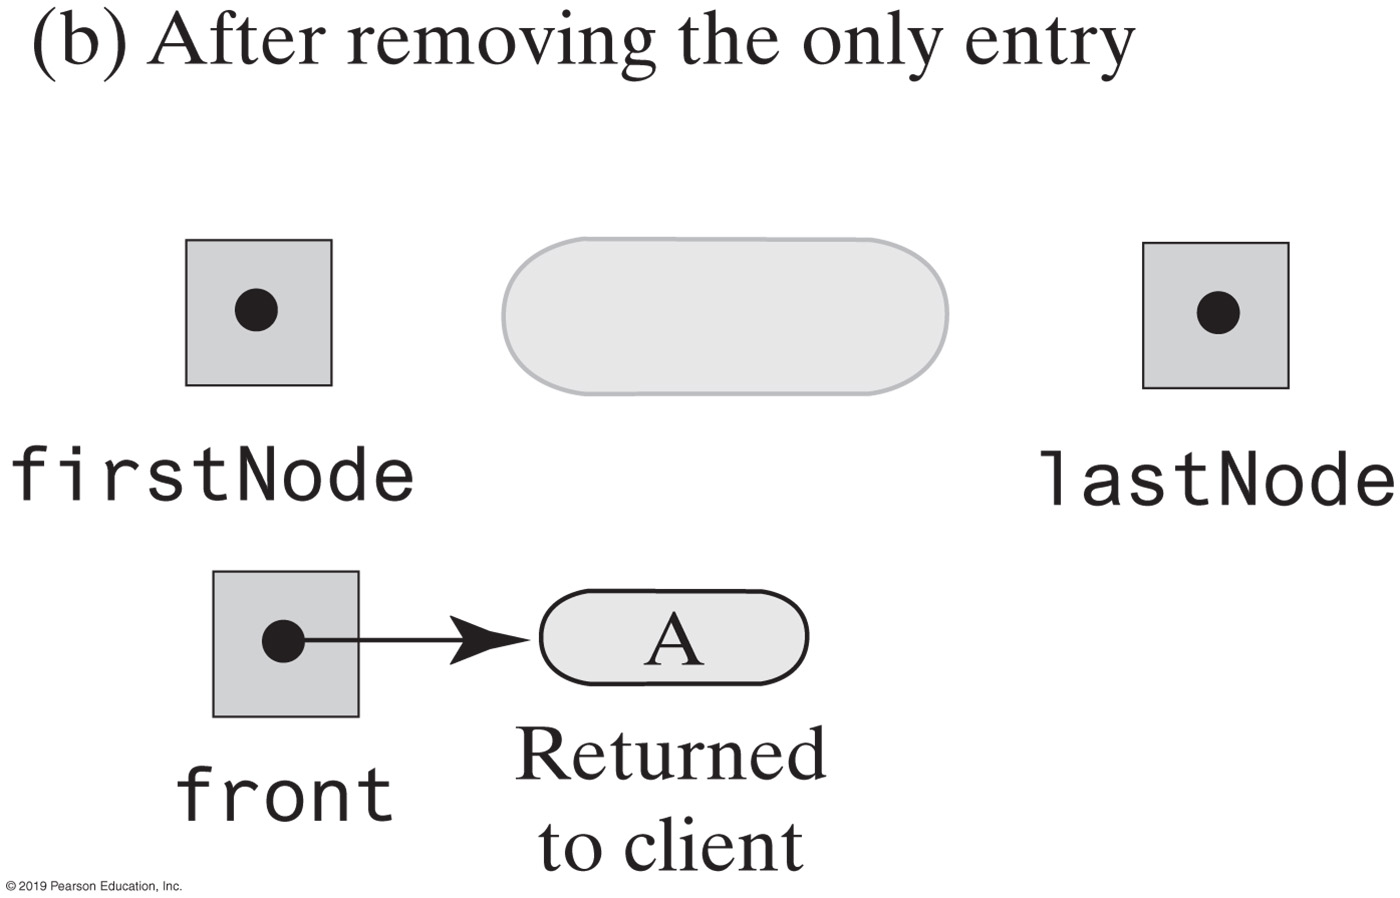 (b) After removing the only entry
firstNode
lastNode
front
A
Returned
to client
© 2019 Pearson Education, Inc.